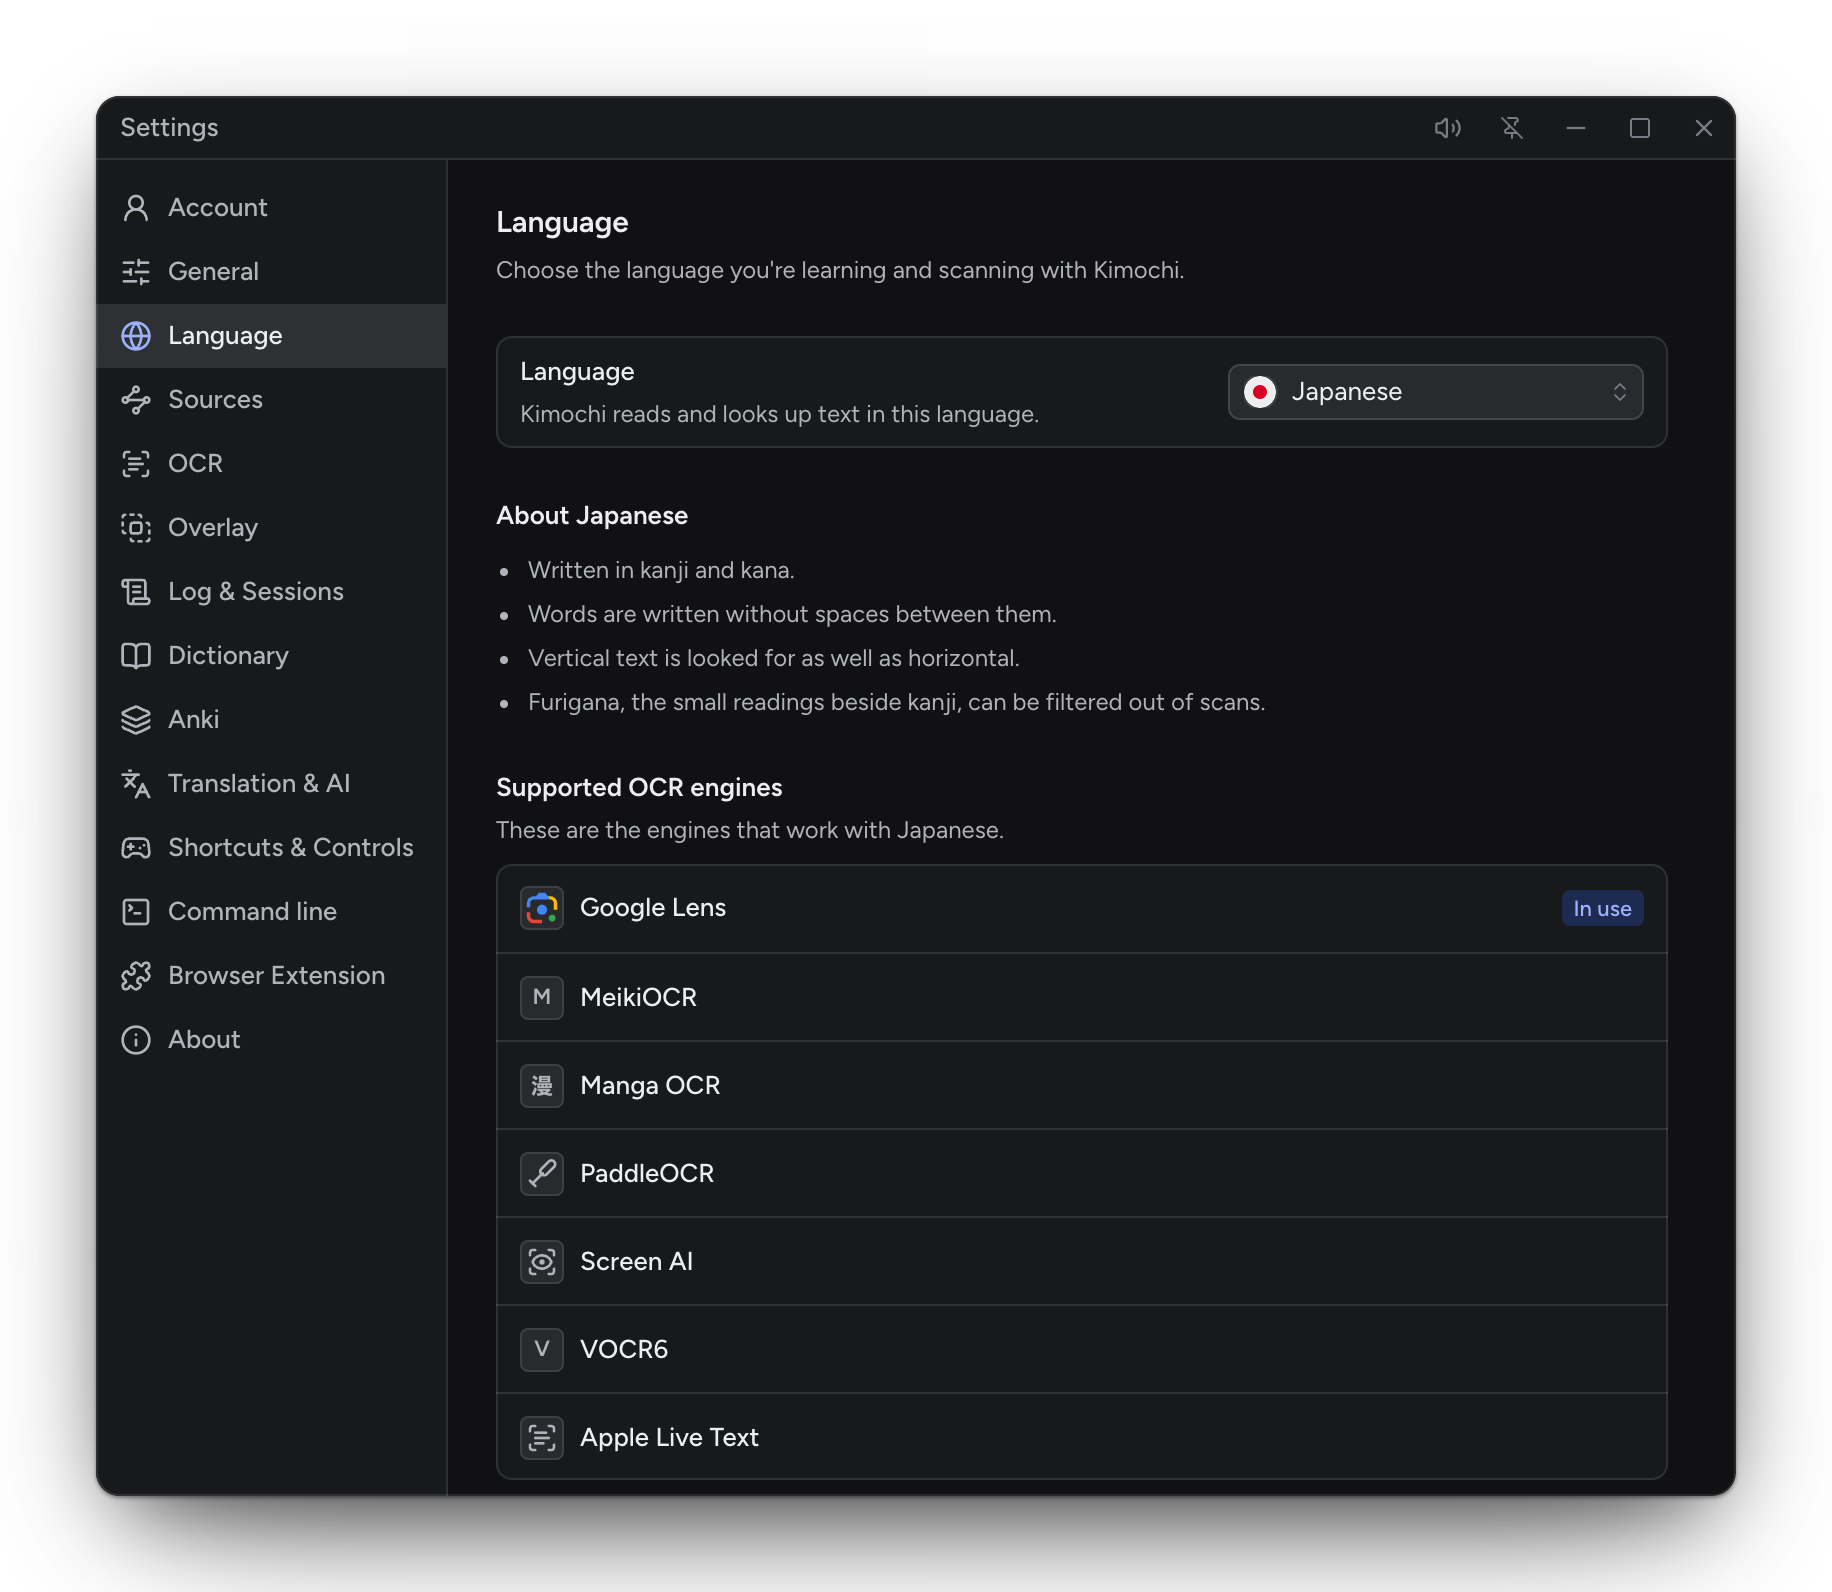 Settings
Account
General
Language
Sources
OCR
Overlay
Log & Sessions
Dictionary
Anki
Translation & AI
Shortcuts & Controls
Command line
Browser Extension
About
Language
Choose the language you're learning and scanning with Kimochi.
Language
Kimochi reads and looks up text in this language.
Japanese
About Japanese
• Written in kanji and kana.
• Words are written without spaces between them.
• Vertical text is looked for as well as horizontal.
• Furigana, the small readings beside kanji, can be filtered out of scans.
Supported OCR engines
These are the engines that work with Japanese.
Google Lens
In use
M MeikiOCR
漫 Manga OCR
PaddleOCR
Screen AI
V VOCR6
Apple Live Text